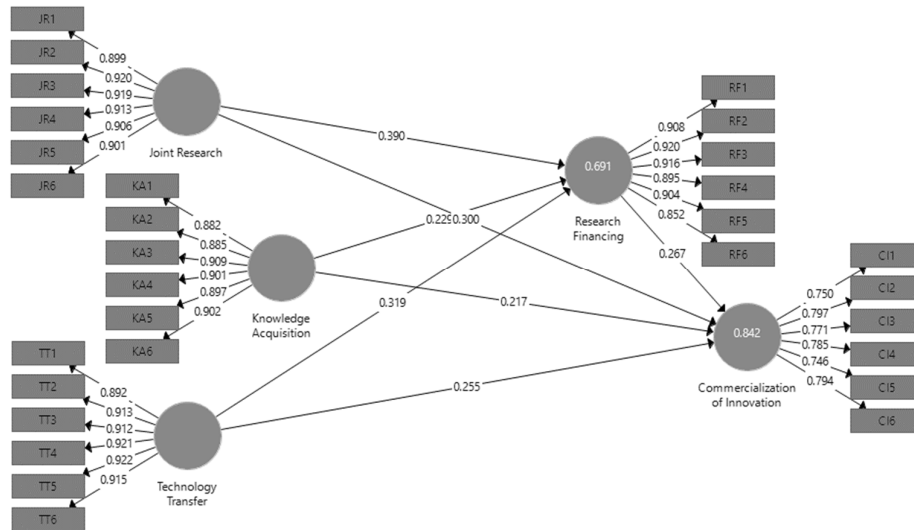 JR1
JR2
JR3
JR4
JR5
JR6
0.899
0.920
0.919
0.913
0.906
0.901
Joint Research
KA1
KA2
KA3
KA4
KA5
KA6
0.882
0.885
0.909
0.901
0.897
0.902
Knowledge
Acquisition
TT1
TT2
TT3
TT4
TT5
TT6
0.892
0.913
0.912
0.921
0.922
0.915
Technology
Transfer
0.390
0.229
0.300
0.319
0.217
0.255
0.691
Research
Financing
0.267
RF1
RF2
RF3
RF4
RF5
RF6
0.908
0.920
0.916
0.895
0.904
0.852
0.842
Commercialization
of Innovation
CI1
CI2
CI3
CI4
CI5
CI6
0.750
0.797
0.771
0.785
0.746
0.794